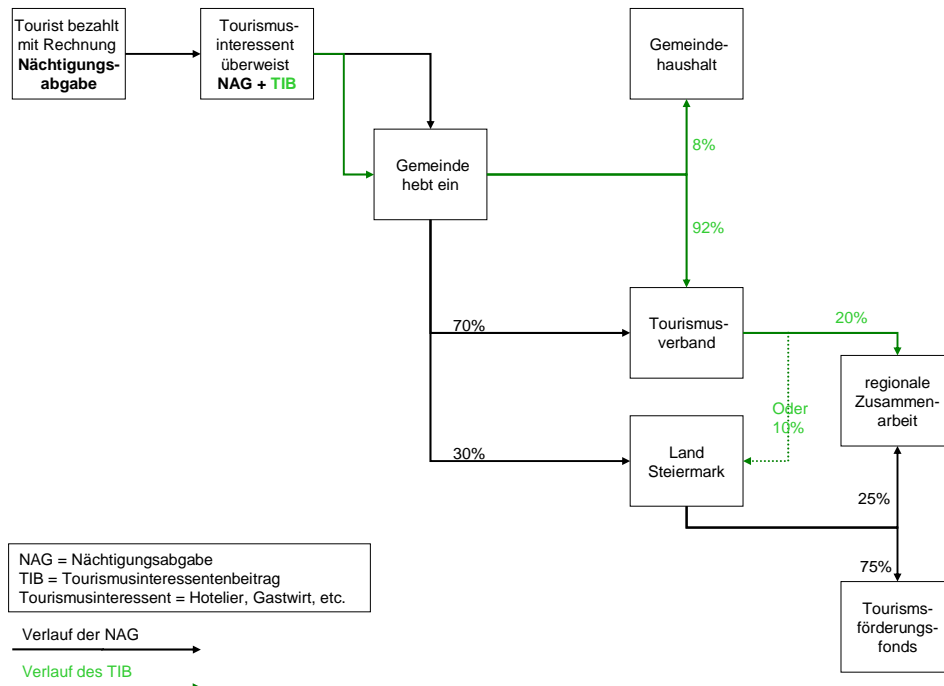 Tourist bezahlt
mit Rechnung
Nächtigungs-
abgabe
Tourismus-
interessent
überweist
NAG + TIB
Gemeinde-
haushalt
8%
Gemeinde
hebt ein
92%
70%
Tourismus-
verband
20%
regionale
Zusammen-
arbeit
Oder
10%
30%
Land
Steiermark
25%
75%
Tourisms-
förderungs-
fonds
NAG = Nächtigungsabgabe
TIB = Tourismusinteressentenbeitrag
Tourismusinteressent = Hotelier, Gastwirt, etc.
Verlauf der NAG
Verlauf des TIB